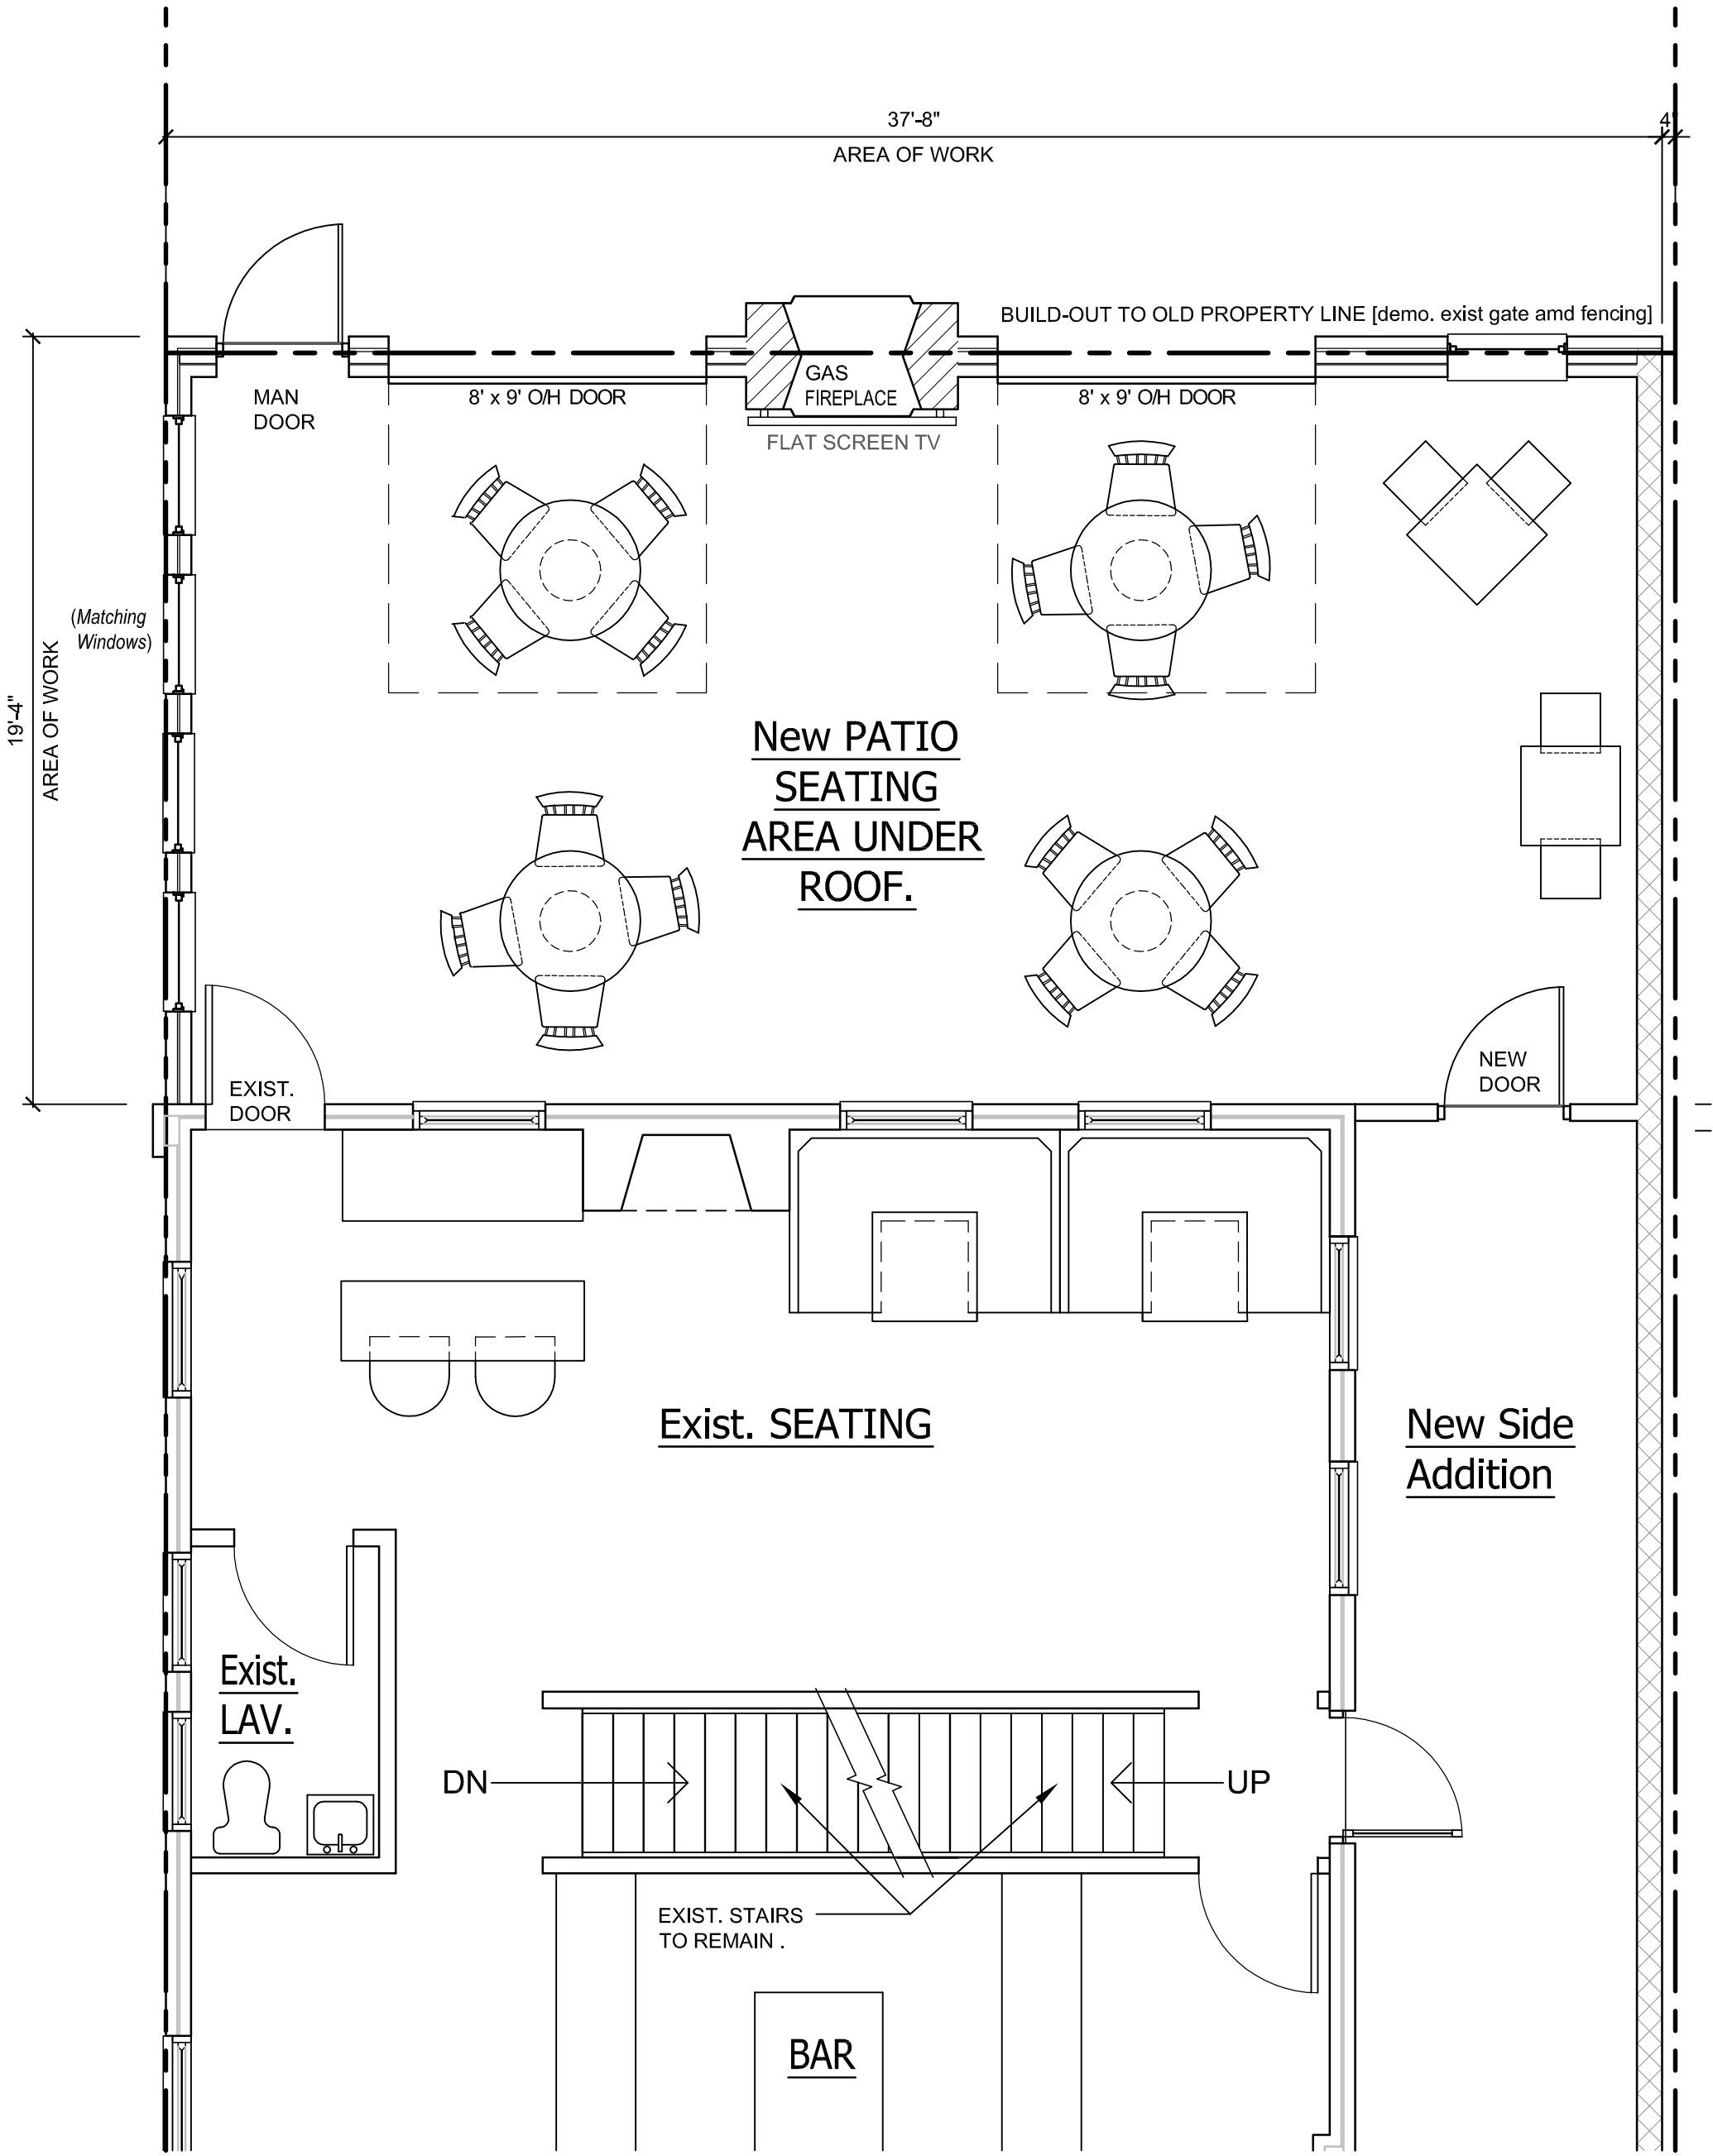 37'-8"
4"
AREA OF WORK
BUILD-OUT TO OLD PROPERTY LINE [demo. exist gate amd fencing]
MAN
DOOR
8' x 9' O/H DOOR
GAS
FIREPLACE
8' x 9' O/H DOOR
FLAT SCREEN TV
(Matching
Windows)
19'-4"
AREA OF WORK
New PATIO
SEATING
AREA UNDER
ROOF.
EXIST.
DOOR
NEW
DOOR
Exist. SEATING
New Side
Addition
Exist.
LAV.
DN
UP
EXIST. STAIRS
TO REMAIN .
BAR